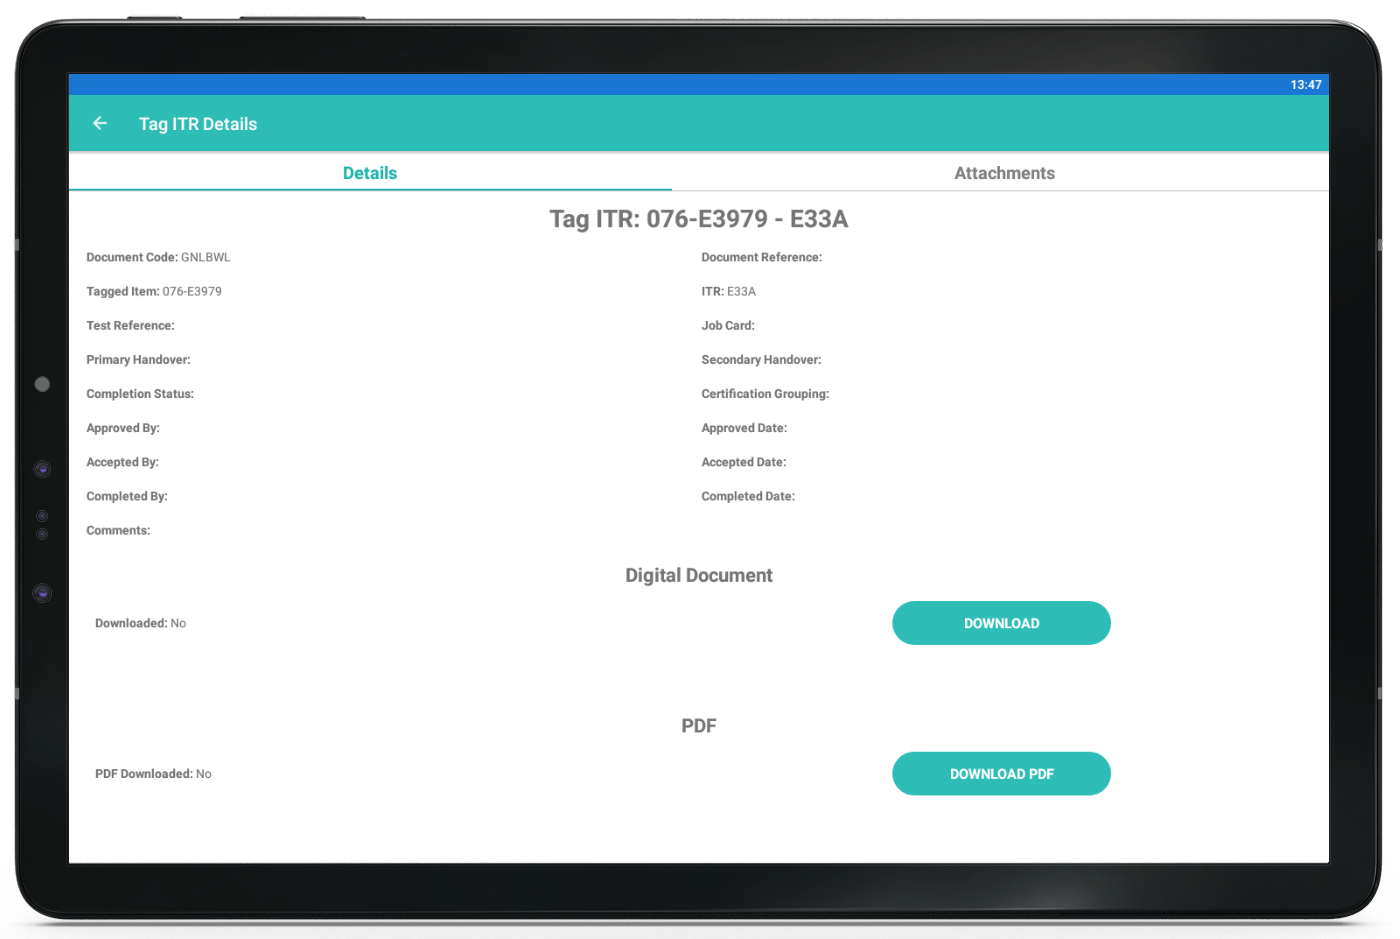 13:47
Tag ITR Details
Details Attachments
Tag ITR: 076-E3979 - E33A
Document Code: GNLBWL Document Reference:
Tagged Item: 076-E3979 ITR: E33A
Test Reference: Job Card:
Primary Handover: Secondary Handover:
Completion Status: Certification Grouping:
Approved By: Approved Date:
Accepted By: Accepted Date:
Completed By: Completed Date:
Comments:
Digital Document
Downloaded: No DOWNLOAD
PDF
PDF Downloaded: No DOWNLOAD PDF